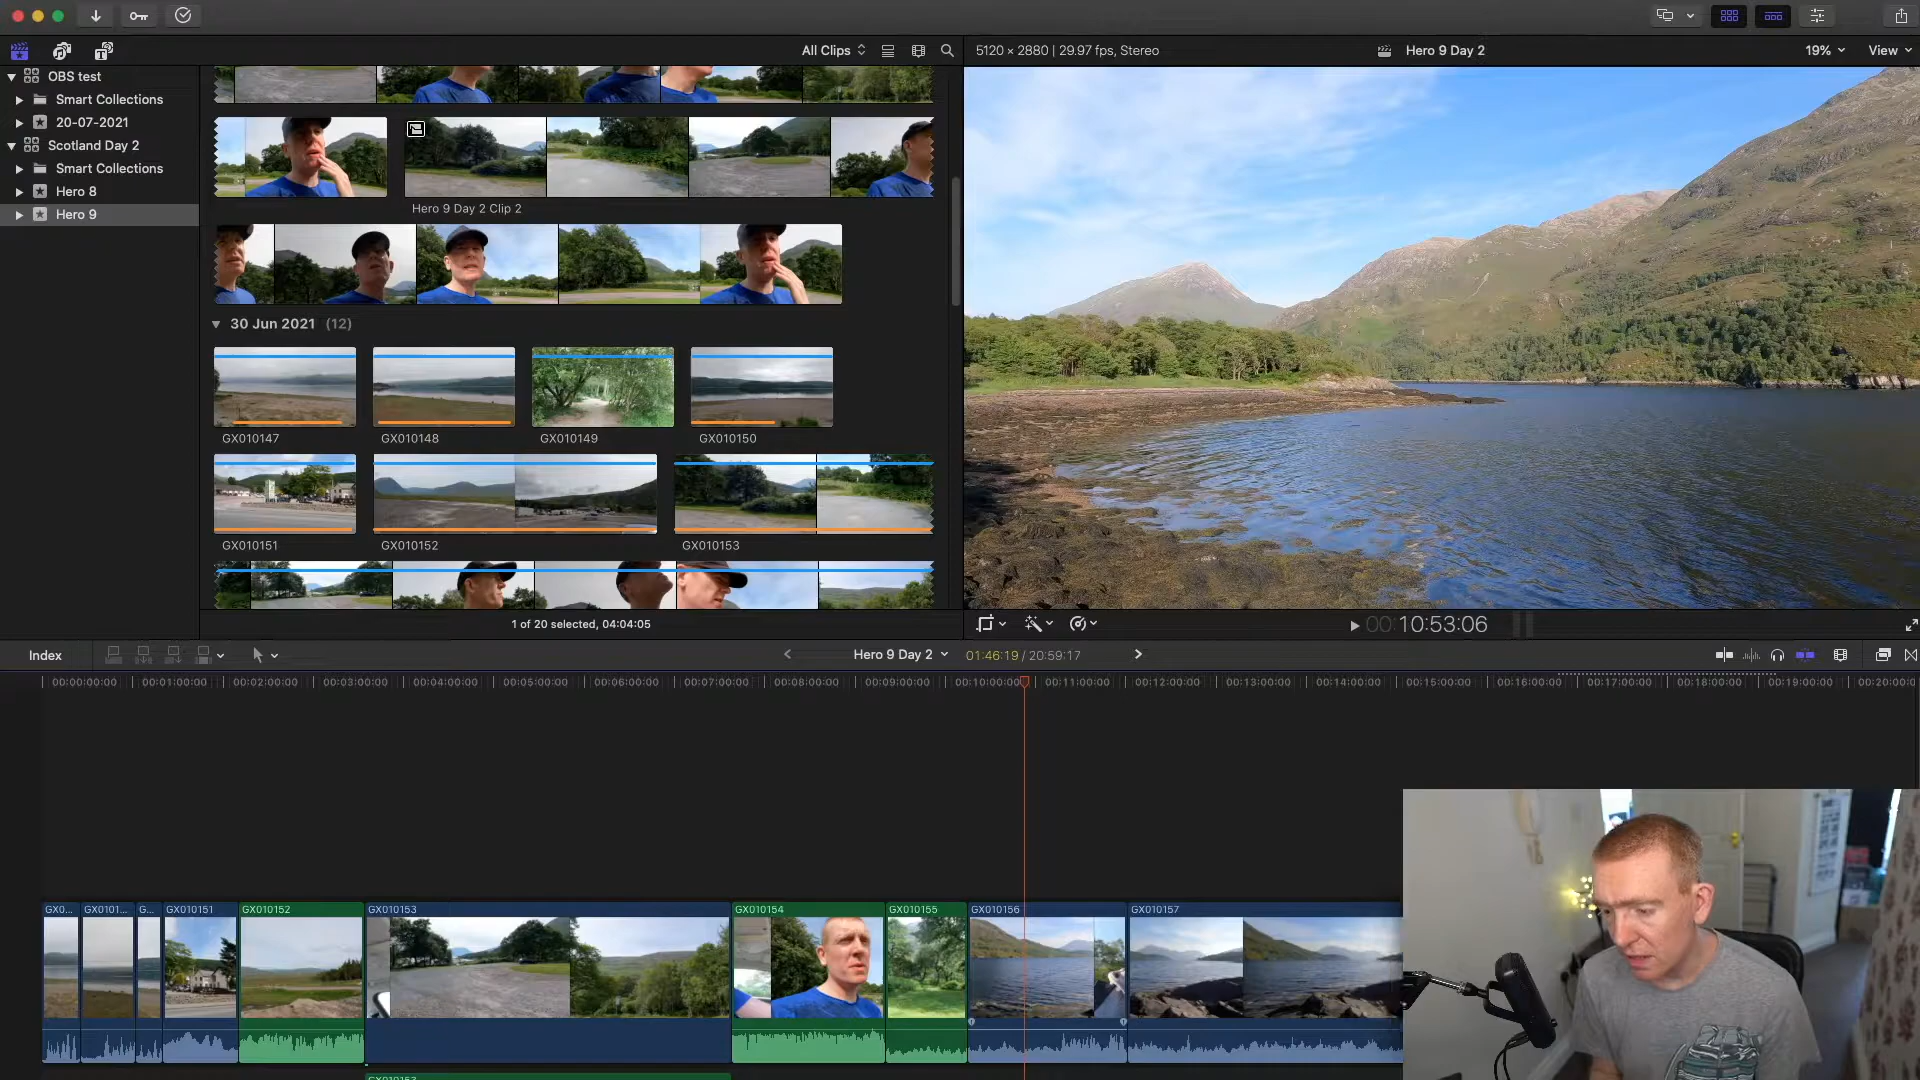 All Clips
5120 × 2880 | 29.97 fps, Stereo
Hero 9 Day 2
19%
View
OBS test
Smart Collections
20-07-2021
Scotland Day 2
Smart Collections
Hero 8
Hero 9
Hero 9 Day 2 Clip 2
30 Jun 2021 (12)
GX010147
GX010148
GX010149
GX010150
GX010151
GX010152
GX010153
1 of 20 selected, 04:04:05
00:10:53:06
Index
Hero 9 Day 2
01:46:19 / 20:59:17
00:00:00:00
00:01:00:00
00:02:00:00
00:03:00:00
00:04:00:00
00:05:00:00
00:06:00:00
00:07:00:00
00:08:00:00
00:09:00:00
00:10:00:00
00:11:00:00
00:12:00:00
00:13:00:00
00:14:00:00
00:15:00:00
00:16:00:00
00:17:00:00
00:18:00:00
00:19:00:00
00:20:00:0
GX0...
GX0101...
G...
GX010151
GX010152
GX010153
GX010154
GX010155
GX010156
GX010157
GX010153